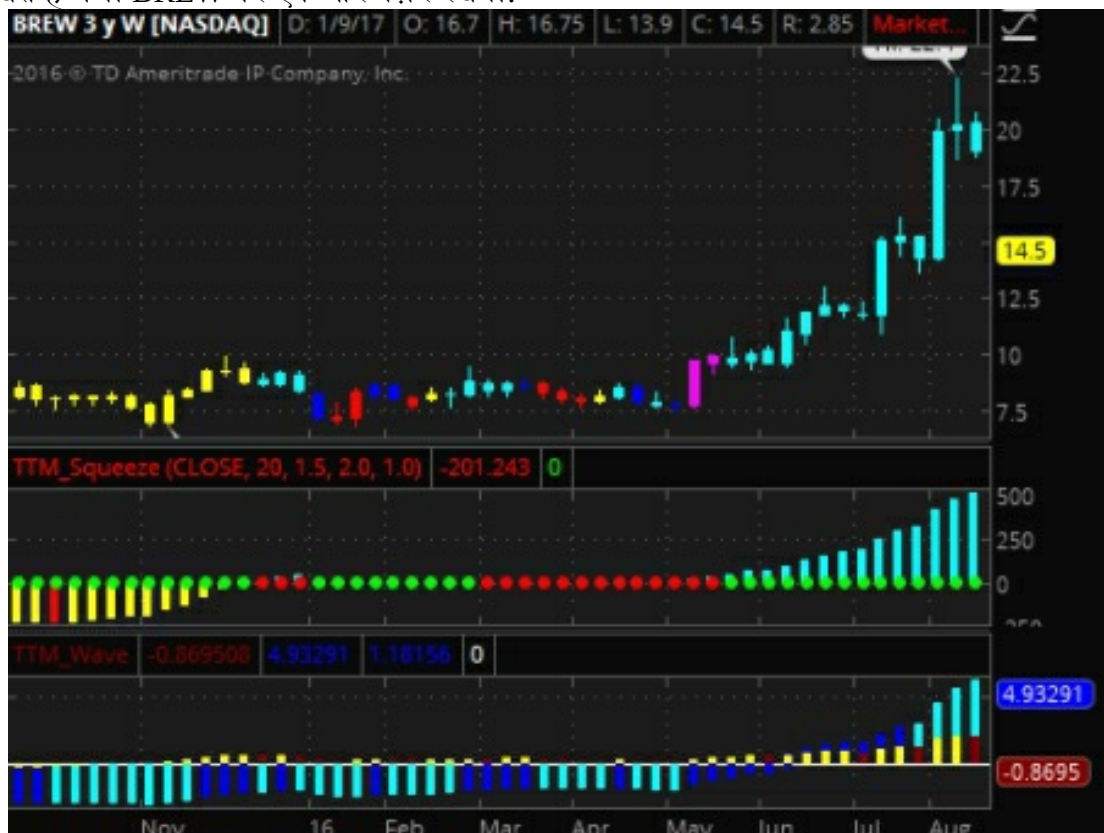 BREW 3 y W [NASDAQ] D: 1/9/17 O: 16.7 H: 16.75 L: 13.9 C: 14.5 R: 2.85 Market...
2016 © TD Ameritrade IP Company, Inc.
22.5
20
17.5
14.5
12.5
10
7.5
TTM_Squeeze (CLOSE, 20, 1.5, 2.0, 1.0) -201.243 0
500
250
0
TTM_Wave -0.869508 4.93291 1.18156 0
4.93291
-0.8695
Nov 16 Feb Mar Apr May Jun Jul Aug